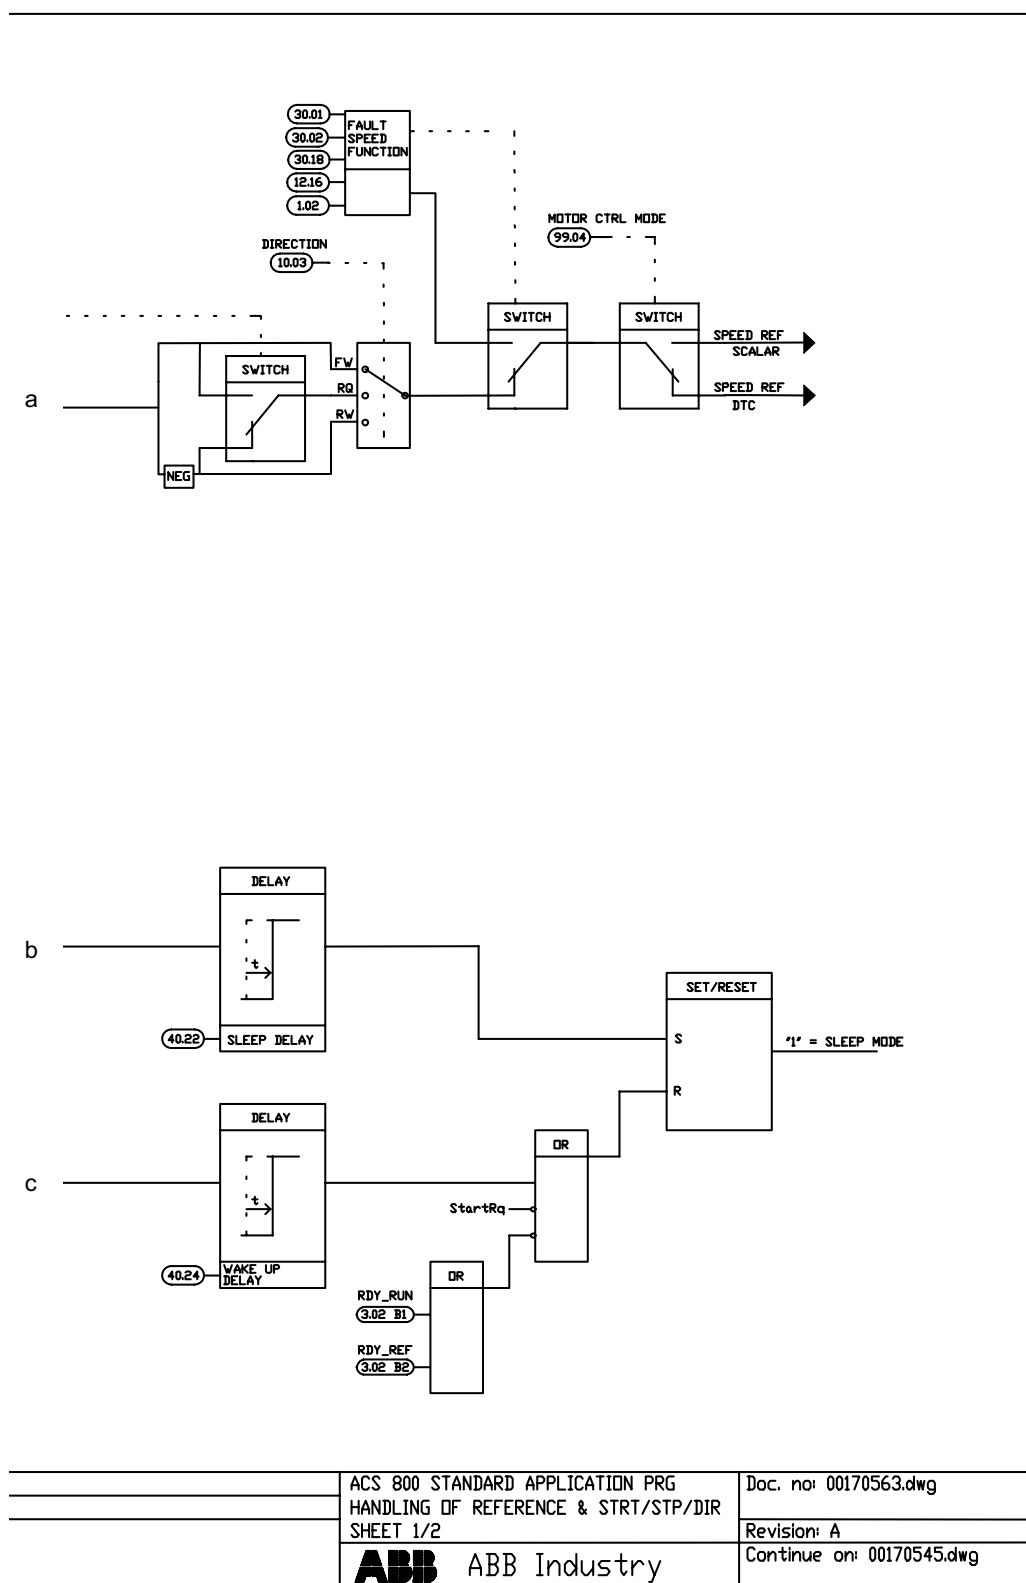 30.01
FAULT
30.02
SPEED
FUNCTION
30.18
12.16
1.02
MOTOR CTRL MODE
99.04
DIRECTION
10.03
SWITCH
SWITCH
SPEED REF
SCALAR
SWITCH
FW
RQ
RW
SPEED REF
DTC
a
NEG
DELAY
b
t
40.22
SLEEP DELAY
SET/RESET
S
R
"1" = SLEEP MODE
DELAY
c
t
40.24
WAKE UP
DELAY
OR
StartRq
OR
RDY_RUN
3.02 B1
RDY_REF
3.02 B2
ACS 800 STANDARD APPLICATION PRG
HANDLING OF REFERENCE & STRT/STP/DIR
SHEET 1/2
Doc. no: 00170563.dwg
Revision: A
ABB ABB Industry
Continue on: 00170545.dwg